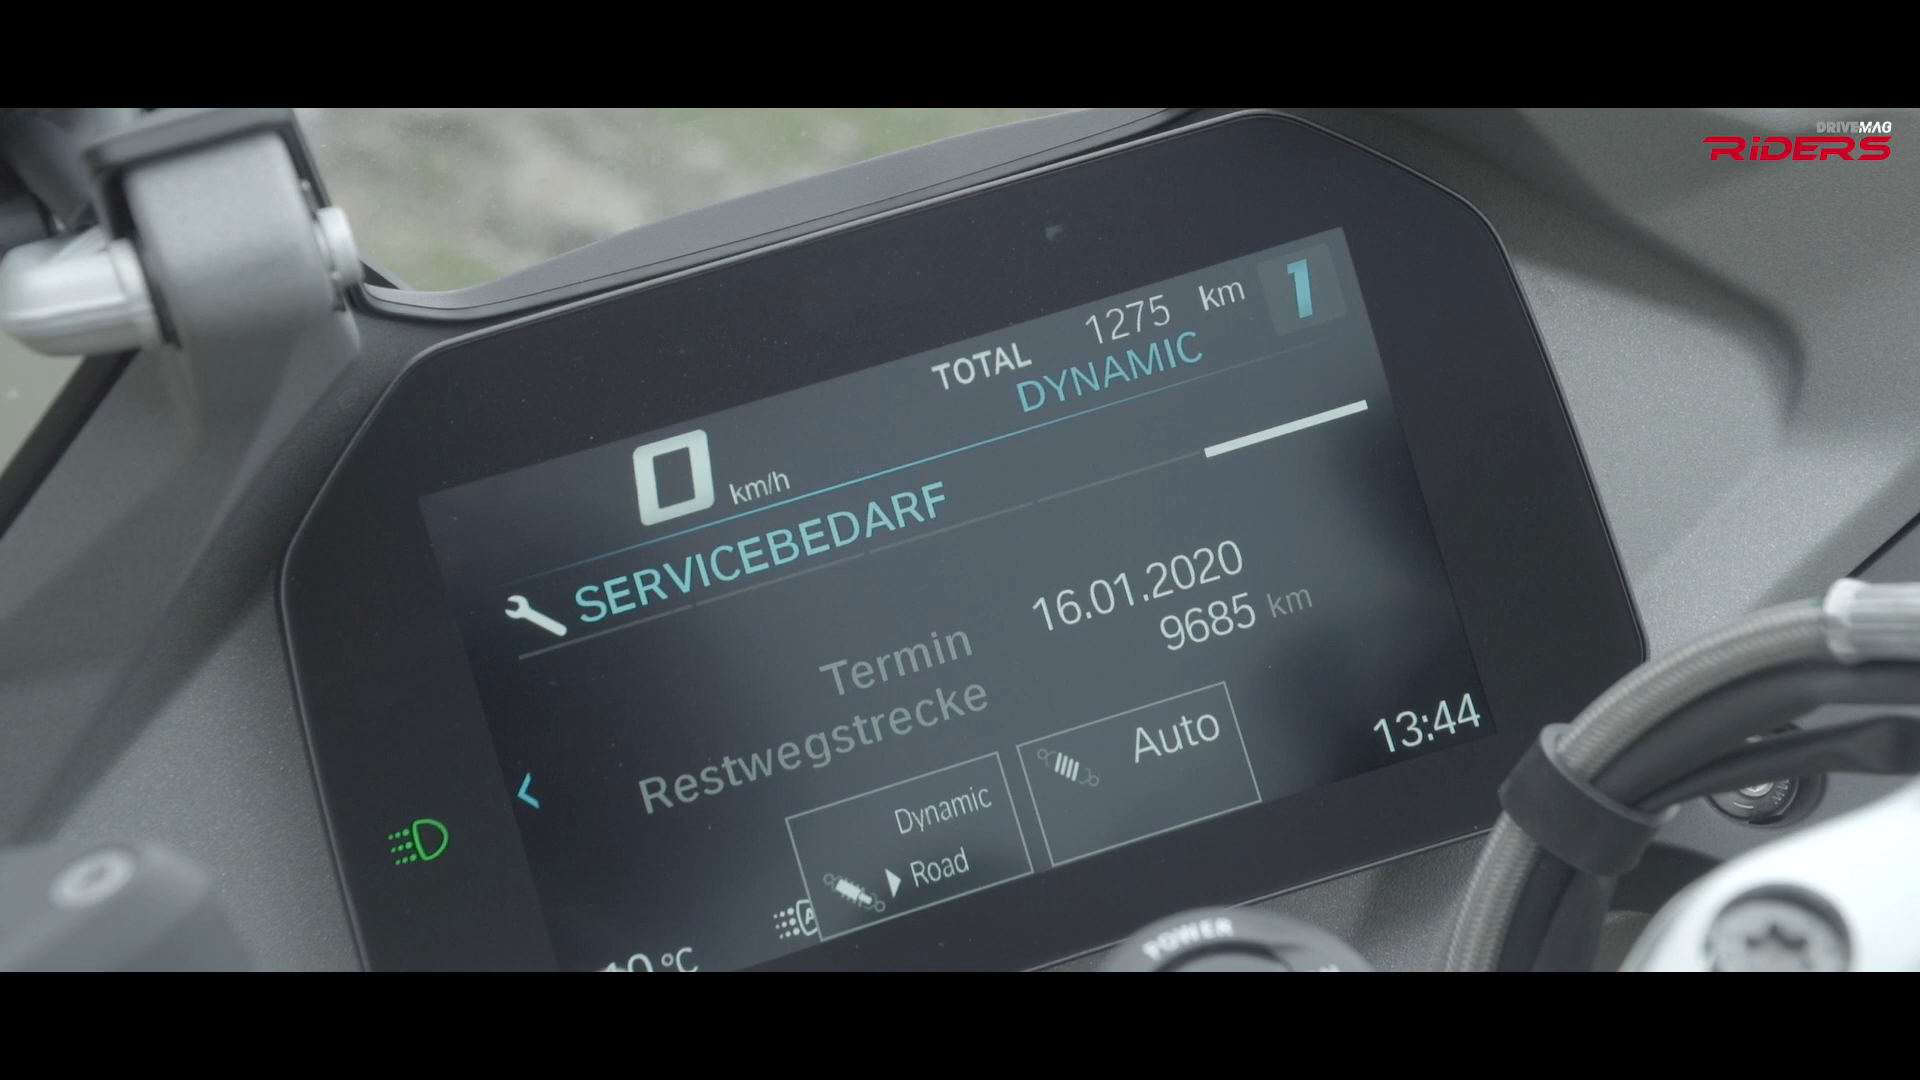 DRIVEMAG
RiDERS
TOTAL 1275 km
1
DYNAMIC
0 km/h
SERVICEBEDARF
Termin 16.01.2020
Restwegstrecke 9685 km
Dynamic
Road
Auto
13:44
°C
POWER